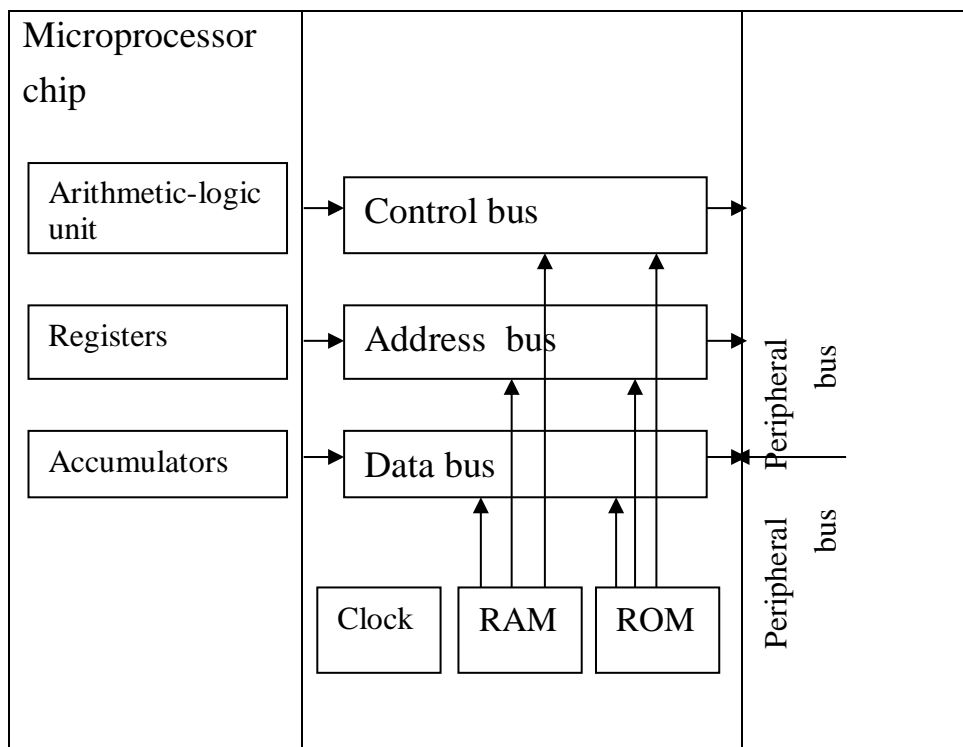 Microprocessor
chip
Arithmetic-logic
unit
Control bus
Registers
Address bus
Accumulators
Data bus
Peripheral
bus
Peripheral
bus
Clock
RAM
ROM